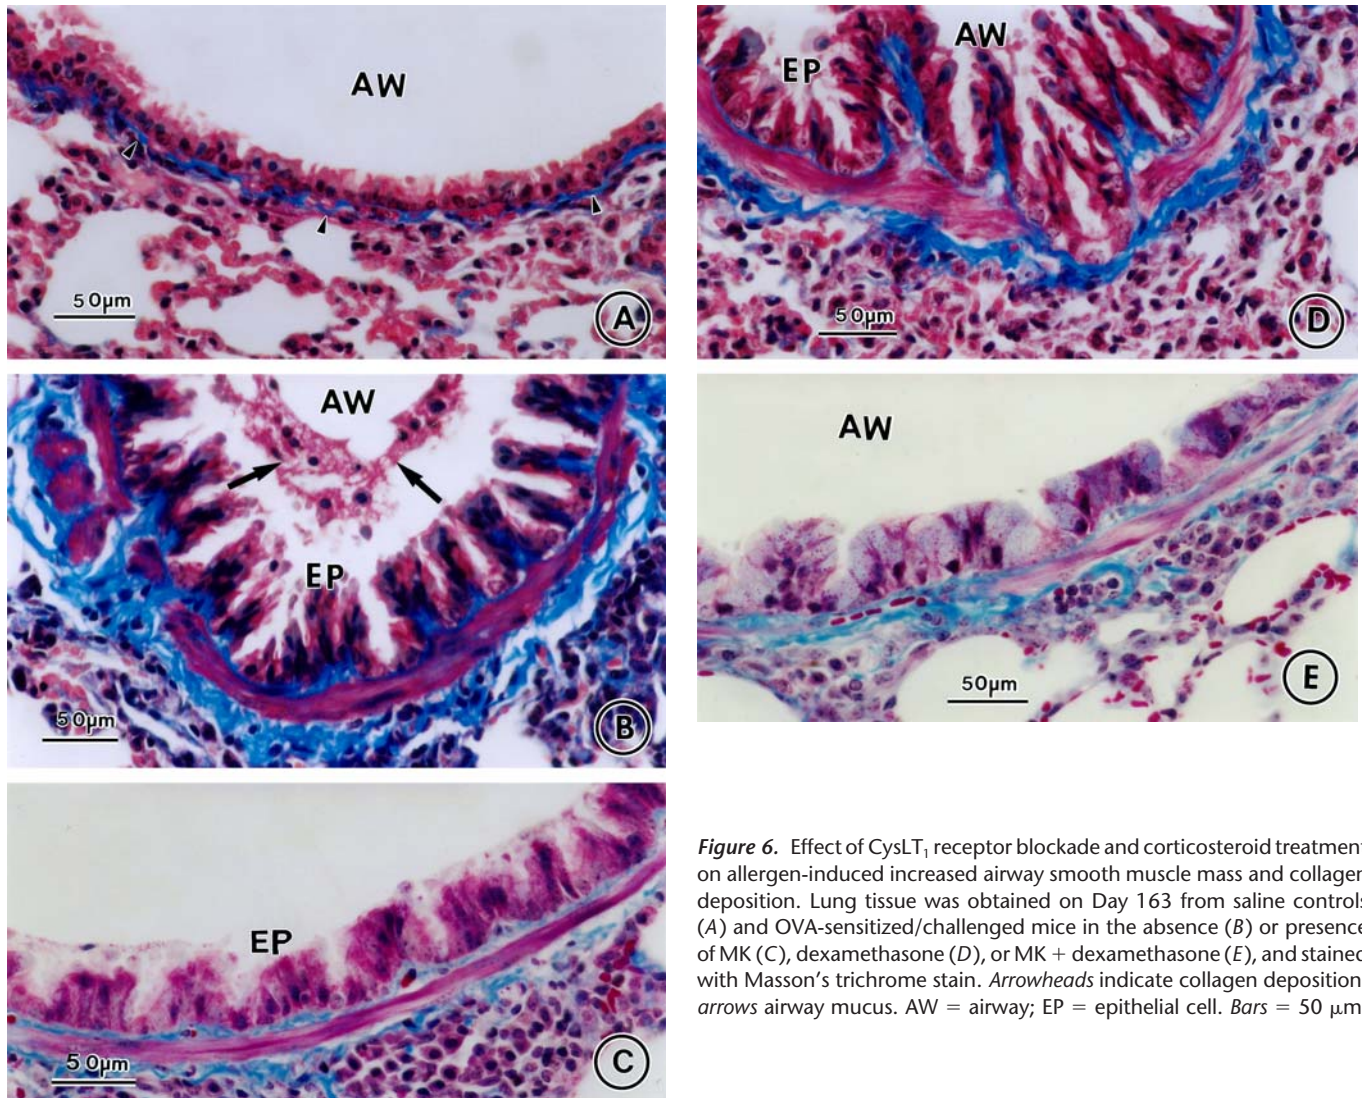 AW
50µm
A
AW
EP
50µm
B
EP
50µm
C
AW
EP
50µm
D
AW
50µm
E
Figure 6. Effect of CysLT₁ receptor blockade and corticosteroid treatment
on allergen-induced increased airway smooth muscle mass and collagen
deposition. Lung tissue was obtained on Day 163 from saline controls
(A) and OVA-sensitized/challenged mice in the absence (B) or presence
of MK (C), dexamethasone (D), or MK + dexamethasone (E), and stained
with Masson's trichrome stain. Arrowheads indicate collagen deposition
arrows airway mucus. AW = airway; EP = epithelial cell. Bars = 50 μm